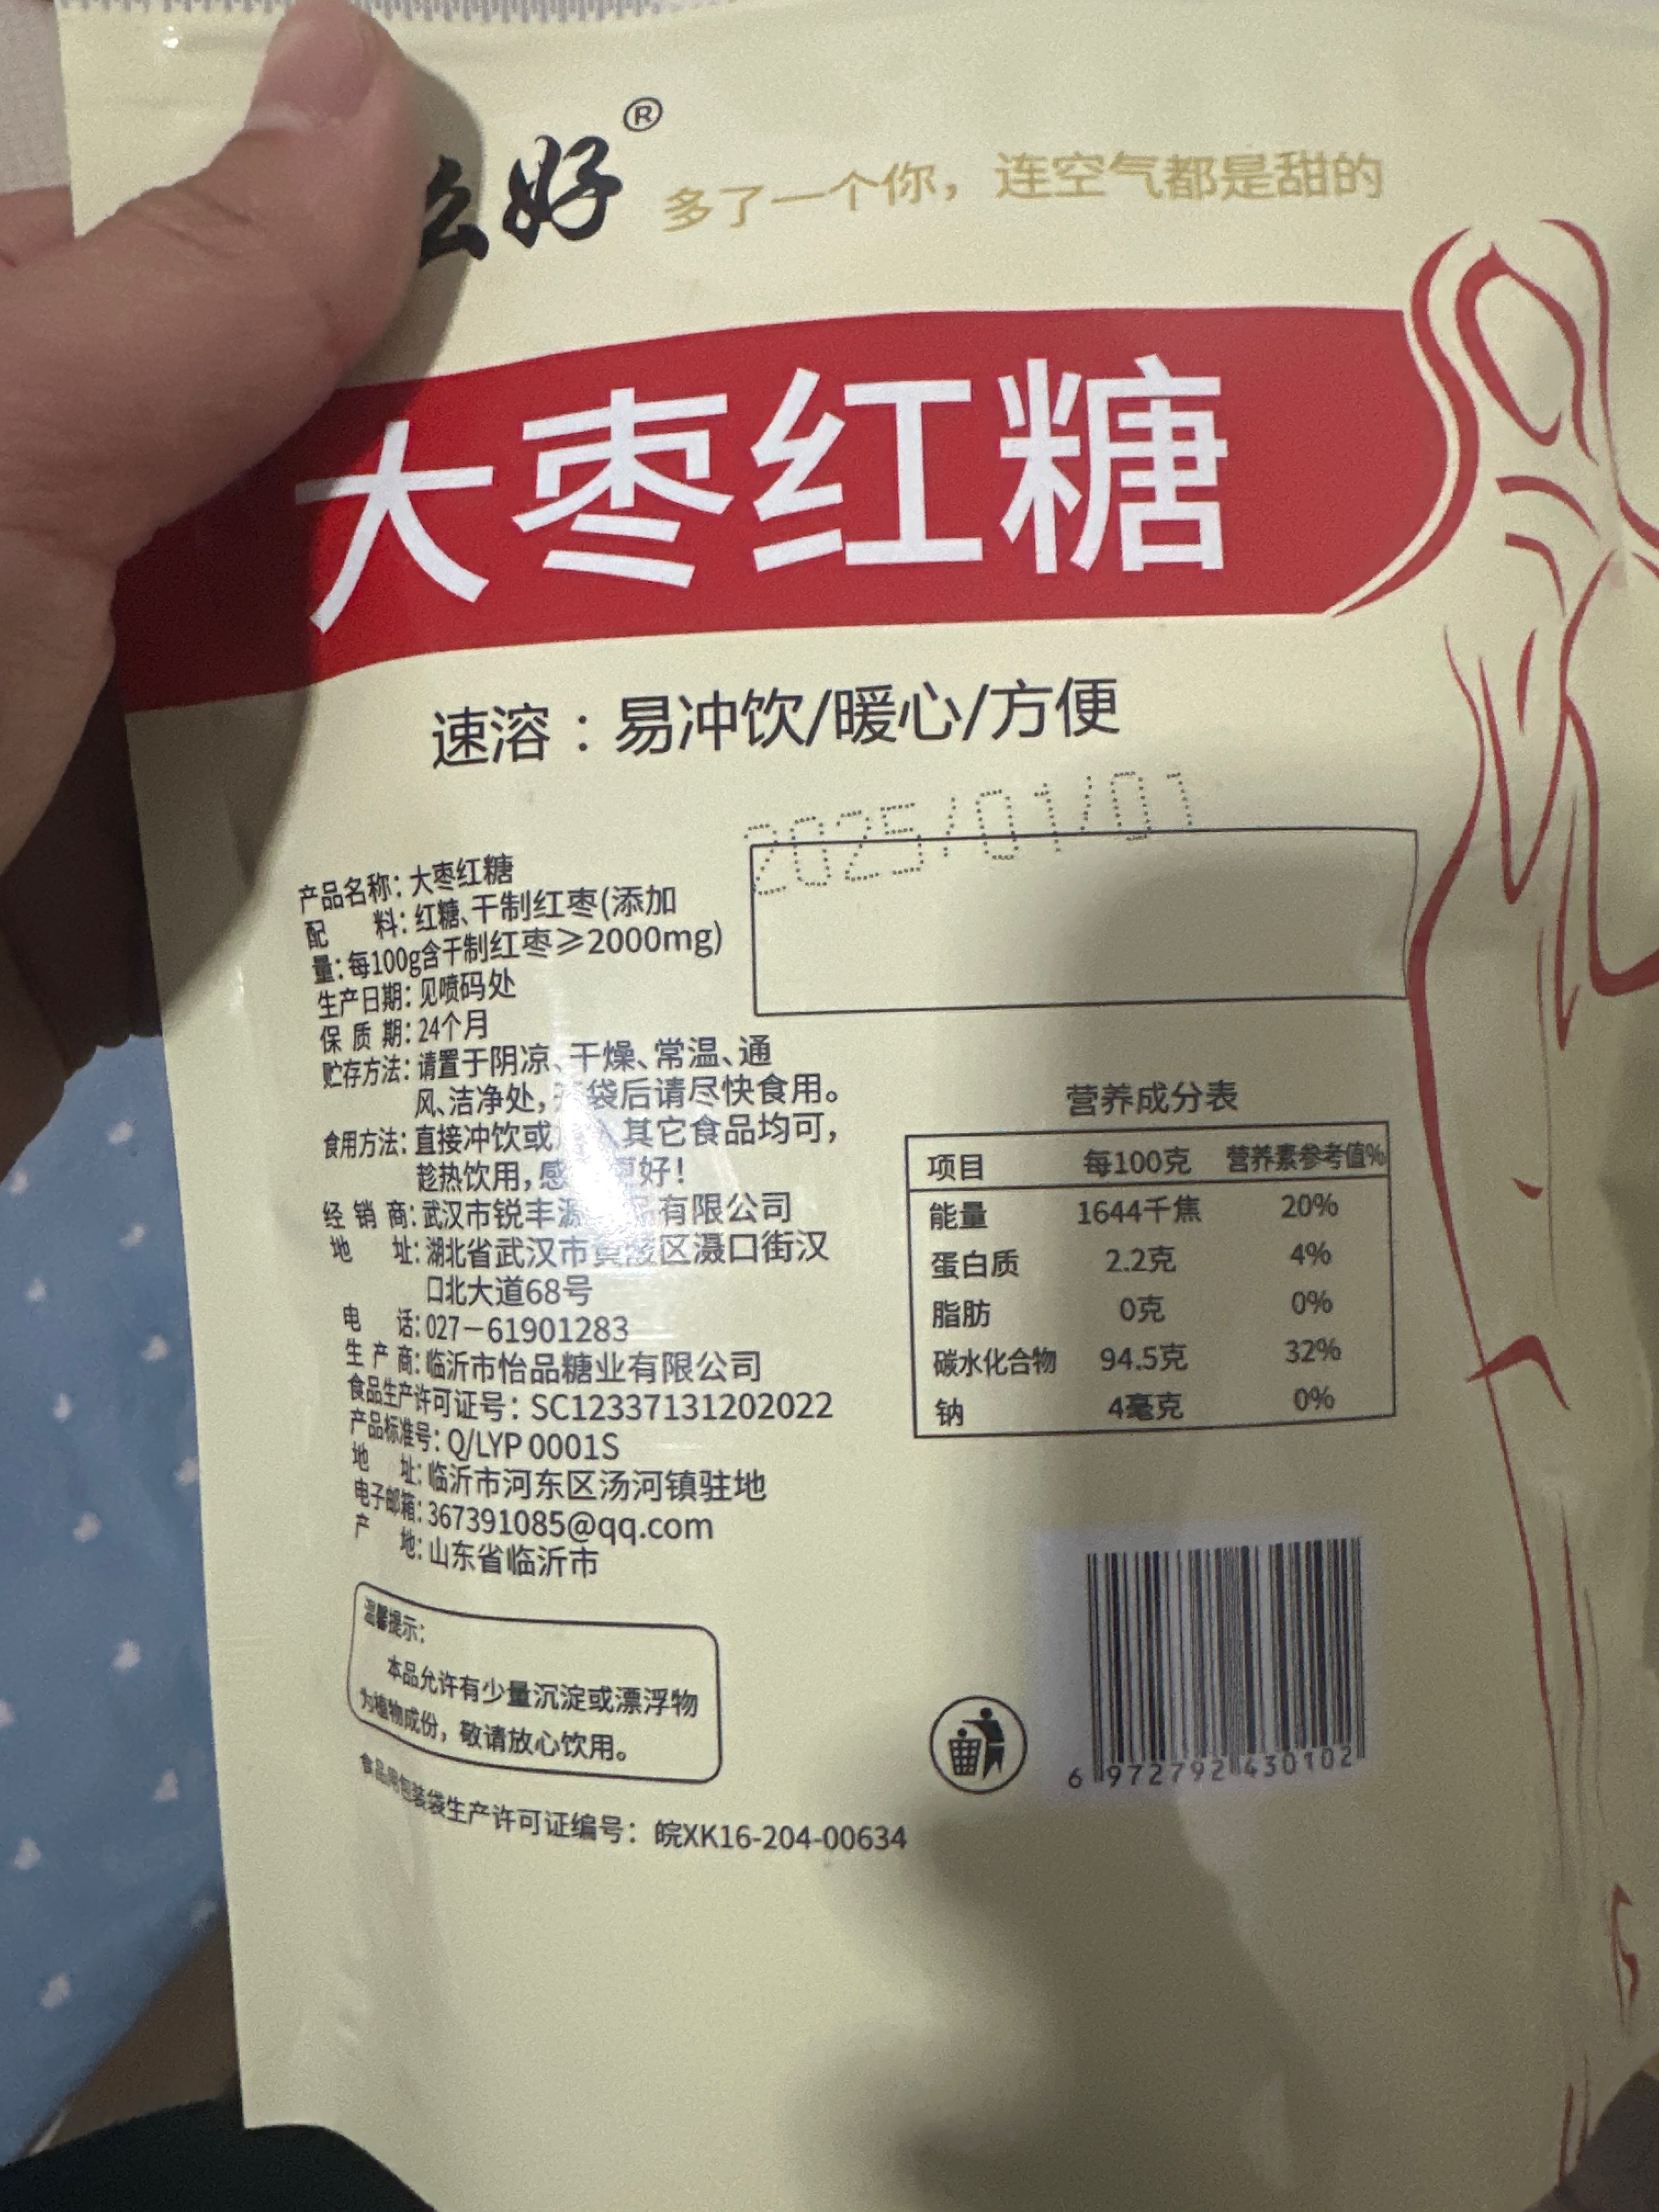 么好®
多了一个你，连空气都是甜的
大枣红糖
速溶：易冲饮/暖心/方便
2025/01/01
产品名称：大枣红糖
配料：红糖、干制红枣(添加
量：每100g含干制红枣≥2000mg)
生产日期：见喷码处
保质期：24个月
贮存方法：请置于阴凉、干燥、常温、通
风、洁净处，袋后请尽快食用。
食用方法：直接冲饮或其它食品均可，
趁热饮用，感好！
经销商：武汉市锐丰源有限公司
地址：湖北省武汉市黄陂区滠口街汉
口北大道68号
电话：027-61901283
生产商：临沂市怡品糖业有限公司
食品生产许可证号：SC12337131202022
产品标准号：Q/LYP 0001S
地址：临沂市河东区汤河镇驻地
电子邮箱：367391085@qq.com
产地：山东省临沂市
温馨提示：
本品允许有少量沉淀或漂浮物
为植物成份，敬请放心饮用。
食品用包装袋生产许可证编号：皖XK16-204-00634
营养成分表
项目 每100克 营养素参考值%
能量 1644千焦 20%
蛋白质 2.2克 4%
脂肪 0克 0%
碳水化合物 94.5克 32%
钠 4毫克 0%
6 972792 430102